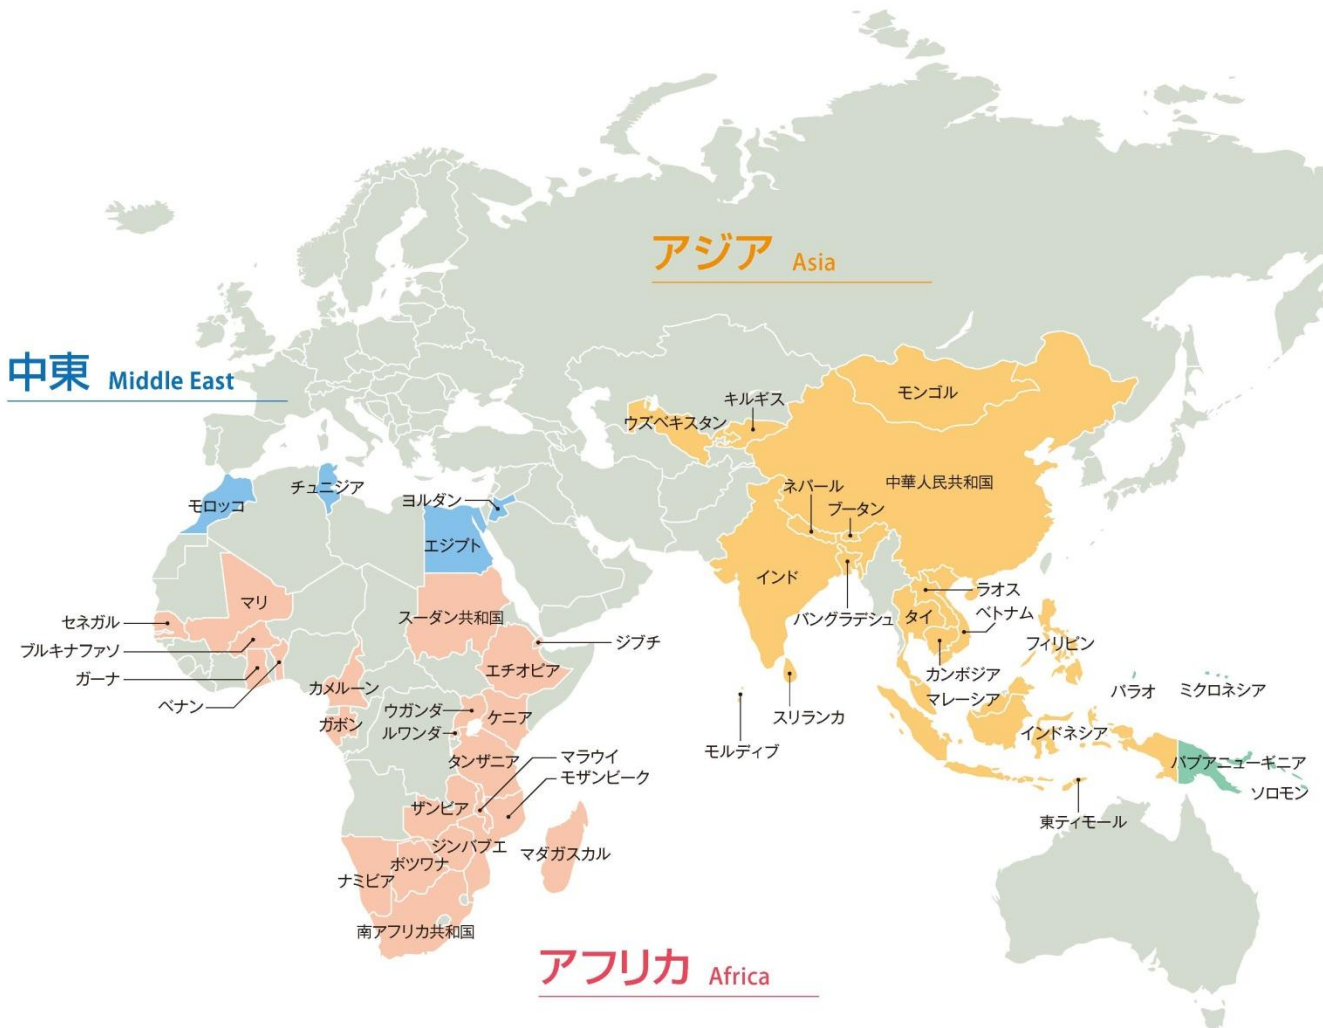 アジア Asia
中東 Middle East
モンゴル
キルギス
ウズベキスタン
中華人民共和国
ネパール
ブータン
チュニジア
ヨルダン
モロッコ
エジプト
インド
ラオス
バングラデシュ
タイ
ベトナム
マリ
スーダン共和国
セネガル
ブルキナファソ
ジブチ
フィリピン
ガーナ
エチオピア
カンボジア
カメルーン
パラオ
ミクロネシア
マレーシア
ベナン
ウガンダ
ケニア
スリランカ
ガボン
ルワンダ
インドネシア
モルディブ
タンザニア
マラウイ
パプアニューギニア
モザンビーク
ソロモン
ザンビア
東ティモール
ジンバブエ
マダガスカル
ボツワナ
ナミビア
南アフリカ共和国
アフリカ Africa